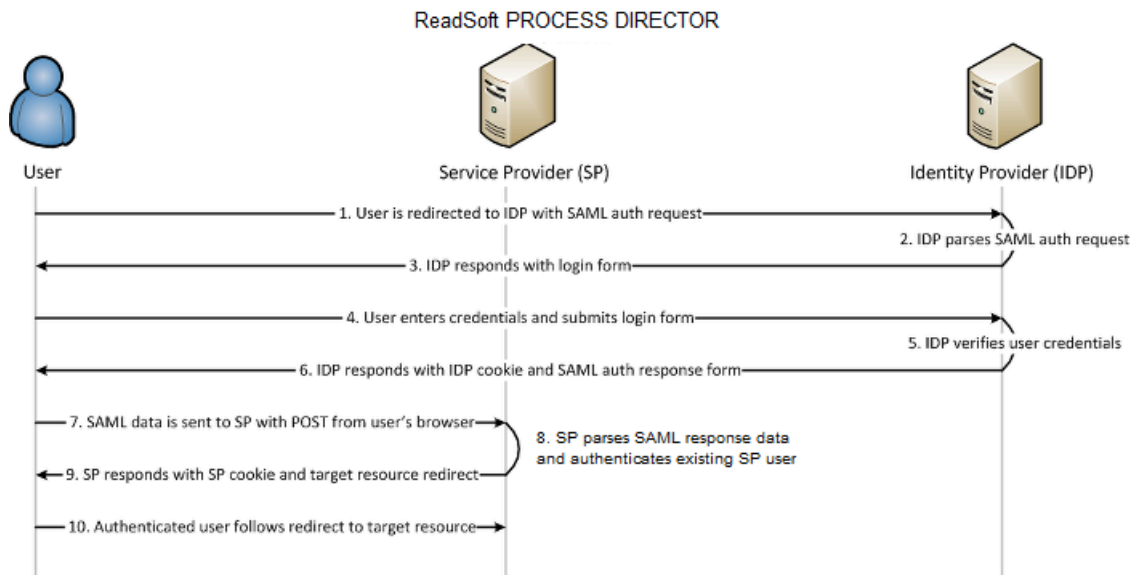 ReadSoft PROCESS DIRECTOR
User
Service Provider (SP)
Identity Provider (IDP)
1. User is redirected to IDP with SAML auth request
2. IDP parses SAML auth request
3. IDP responds with login form
4. User enters credentials and submits login form
5. IDP verifies user credentials
6. IDP responds with IDP cookie and SAML auth response form
7. SAML data is sent to SP with POST from user's browser
8. SP parses SAML response data
and authenticates existing SP user
9. SP responds with SP cookie and target resource redirect
10. Authenticated user follows redirect to target resource